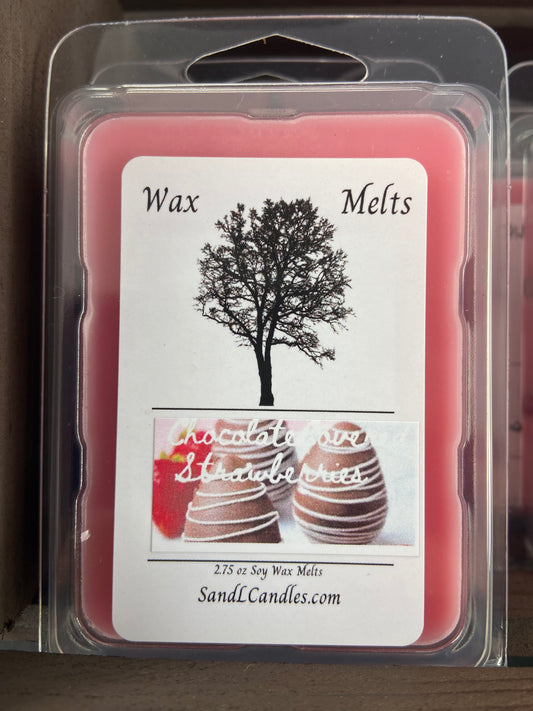 Wax Melts
Chocolate Covered
Strawberries
2.75 oz Soy Wax Melts
SandLCandles.com